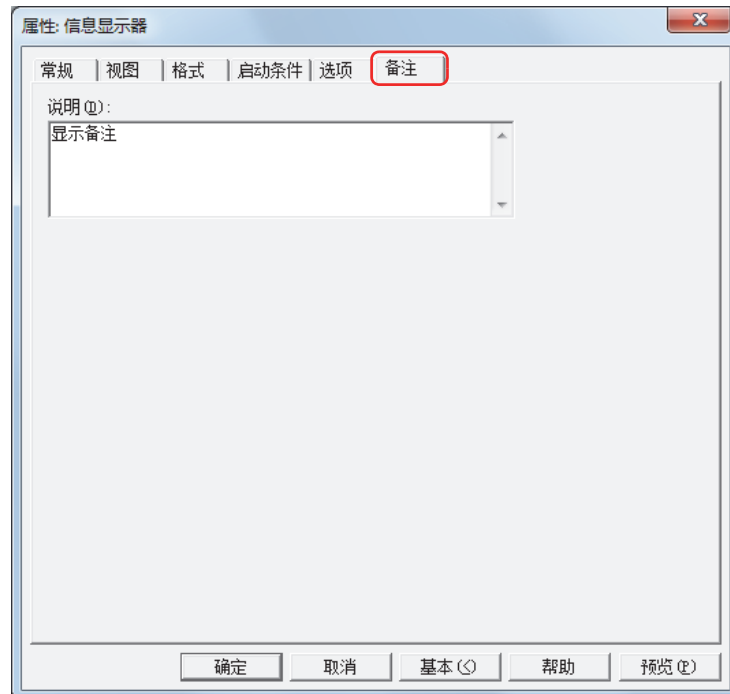 属性: 信息显示器
常规 视图 格式 启动条件 选项 备注
说明(D):
显示备注
确定 取消 基本(<) 帮助 预览(P)